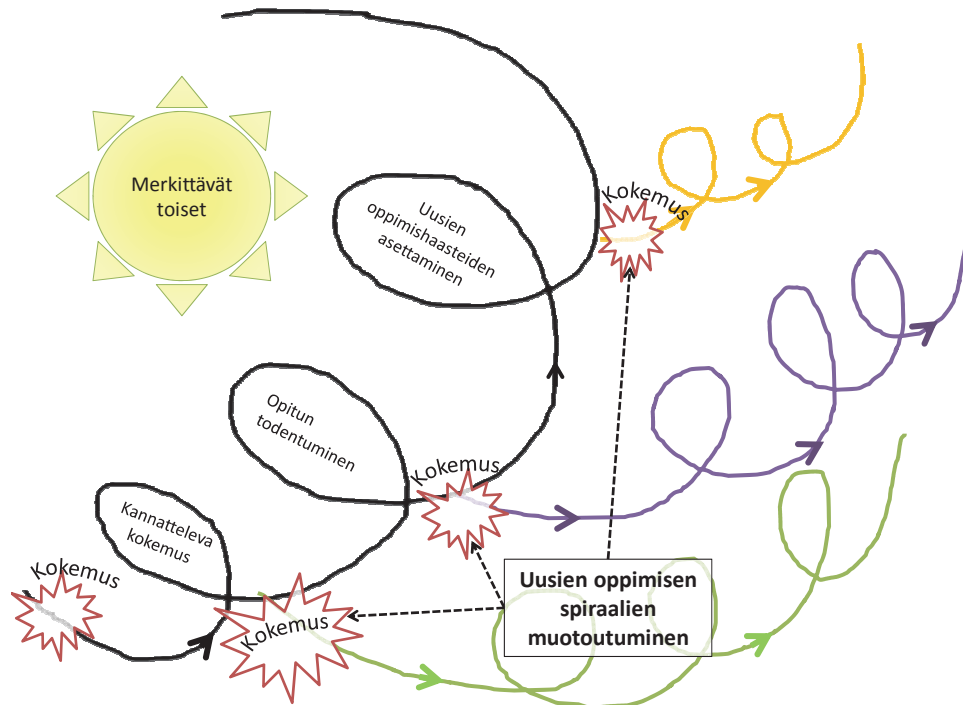 Merkittävät
toiset
Uusien
oppimishaasteiden
asettaminen
Kokemus
Opitun
todentuminen
Kokemus
Kannatteleva
kokemus
Kokemus
Kokemus
Uusien oppimisen
spiraalien
muotoutuminen